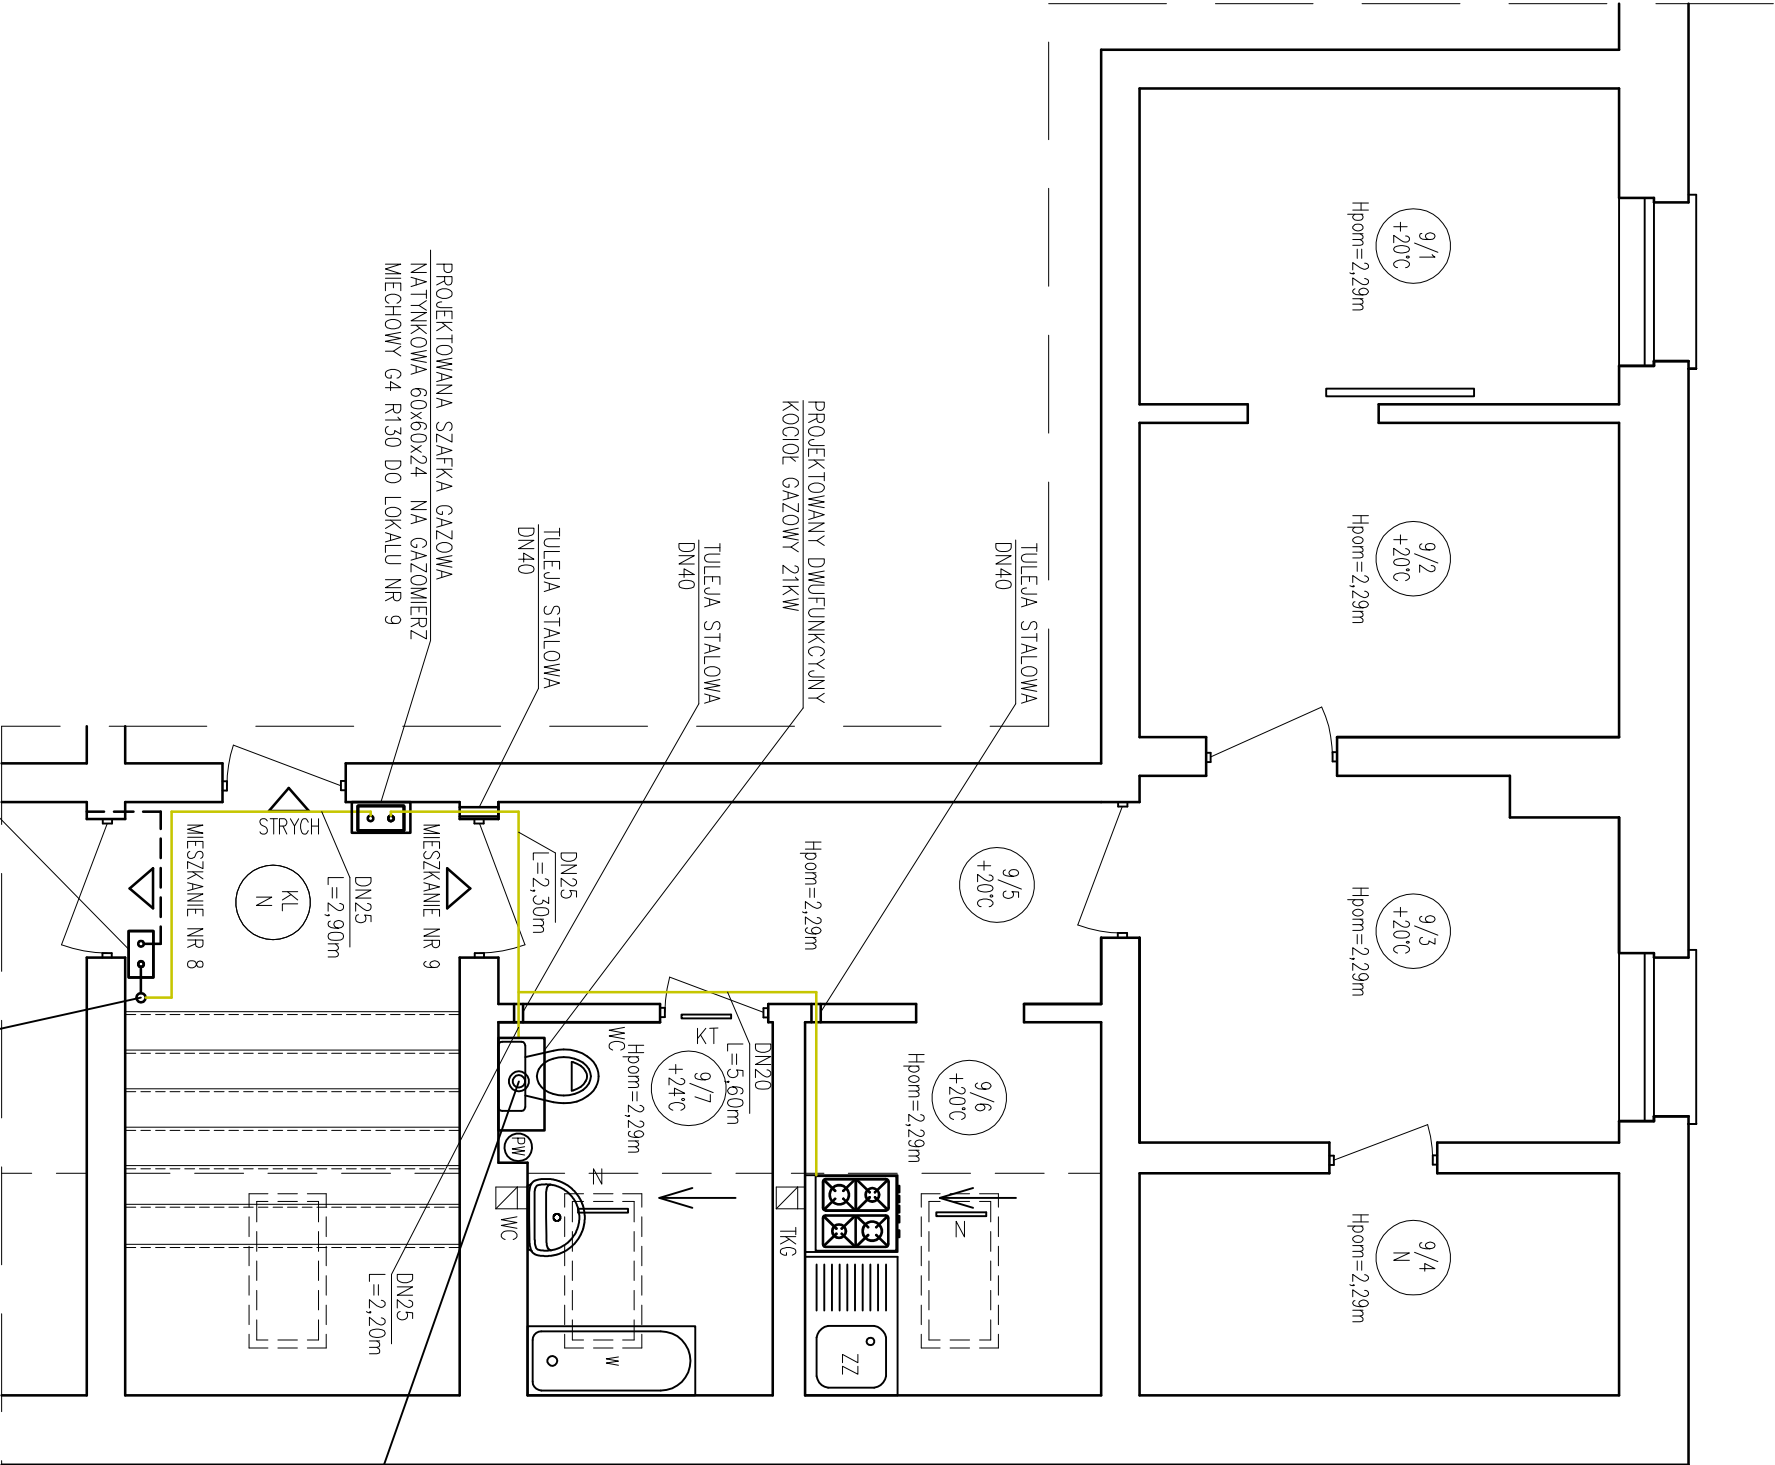 9/1
+20°C
Hpom=2,29m
9/2
+20°C
Hpom=2,29m
9/3
+20°C
Hpom=2,29m
9/4
N
Hpom=2,29m
TULEJA STALOWA
DN40
9/5
+20°C
9/6
+20°C
Hpom=2,29m
N
PROJEKTOWANY DWUFUNKCYJNY
KOCIOŁ GAZOWY 21KW
Hpom=2,29m
ZZ
TKG
DN20
L=5,60m
TULEJA STALOWA
DN40
KT
9/7
+24°C
Hpom=2,29m
WC
N
W
TULEJA STALOWA
DN40
DN25
L=2,30m
PW
WC
PROJEKTOWANA SZAFKA GAZOWA
NATYNKOWA 60x60x24 NA GAZOMIERZ
MIECHOWY G4 R130 DO LOKALU NR 9
MIESZKANIE NR 9
DN25
L=2,20m
DN25
L=2,90m
STRYCH
KL
N
MIESZKANIE NR 8